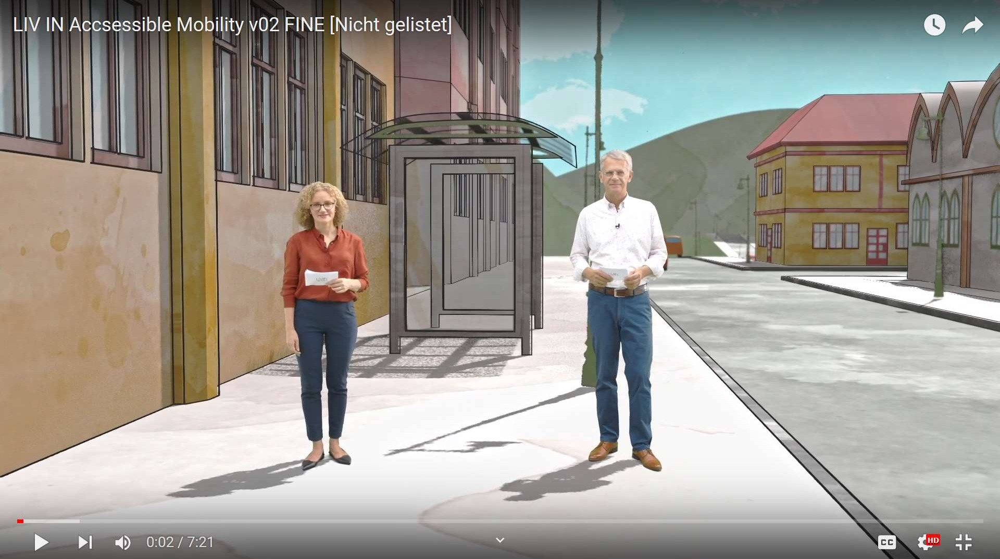 LIV IN Accsessible Mobility v02 FINE [Nicht gelistet]
0:02 / 7:21
CC
HD